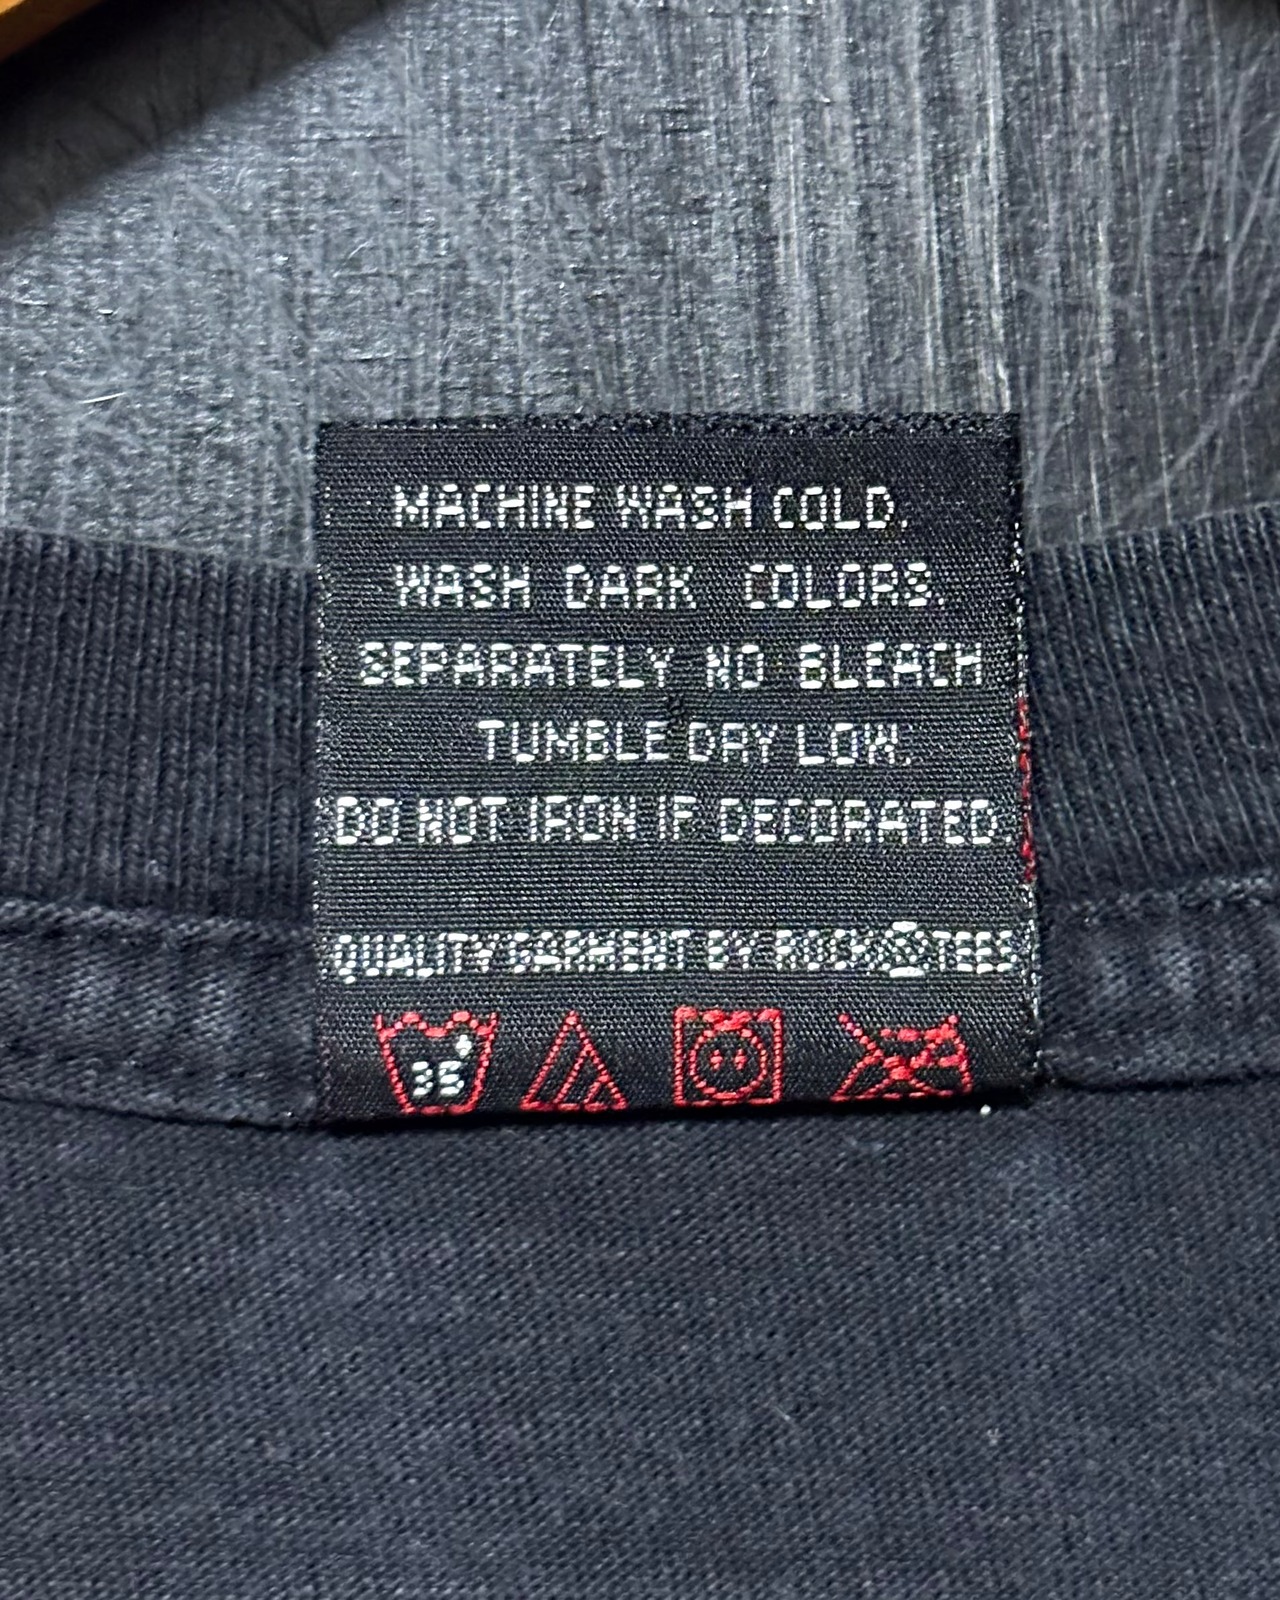 MACHINE WASH COLD.
WASH DARK COLORS.
SEPARATELY NO BLEACH
TUMBLE DRY LOW.
DO NOT IRON IF DECORATED
QUALITY GARMENT BY ROCK TEES
36°